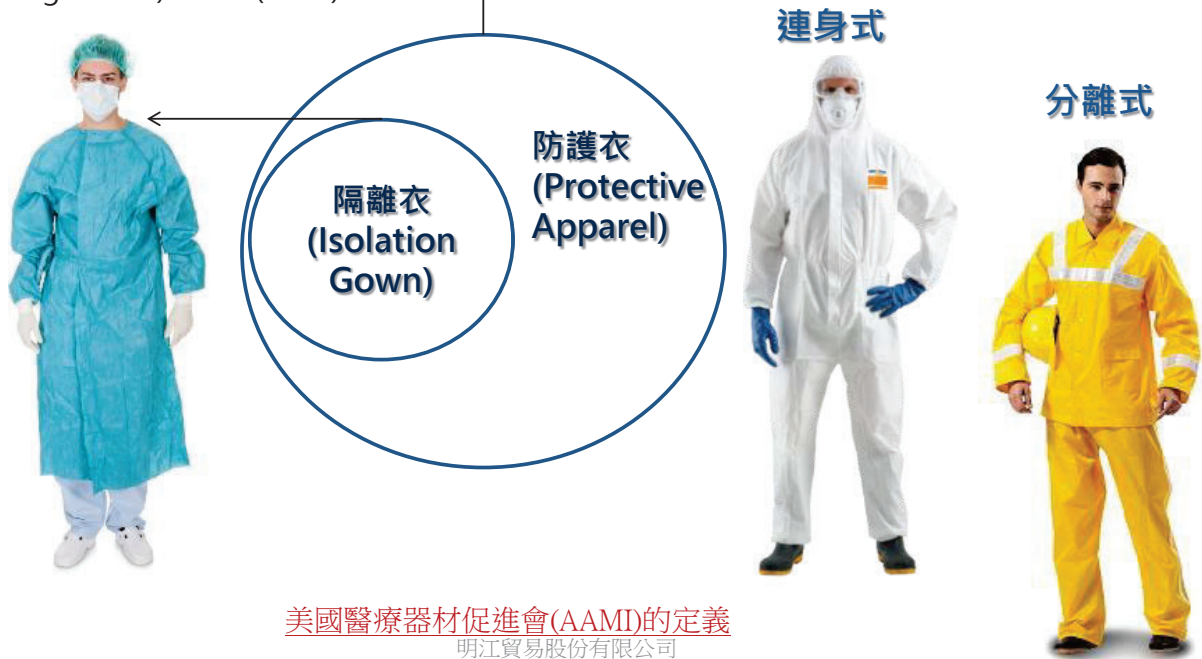 連身式
分離式
防護衣
(Protective
Apparel)
隔離衣
(Isolation
Gown)
美國醫療器材促進會(AAMI)的定義
明江貿易股份有限公司